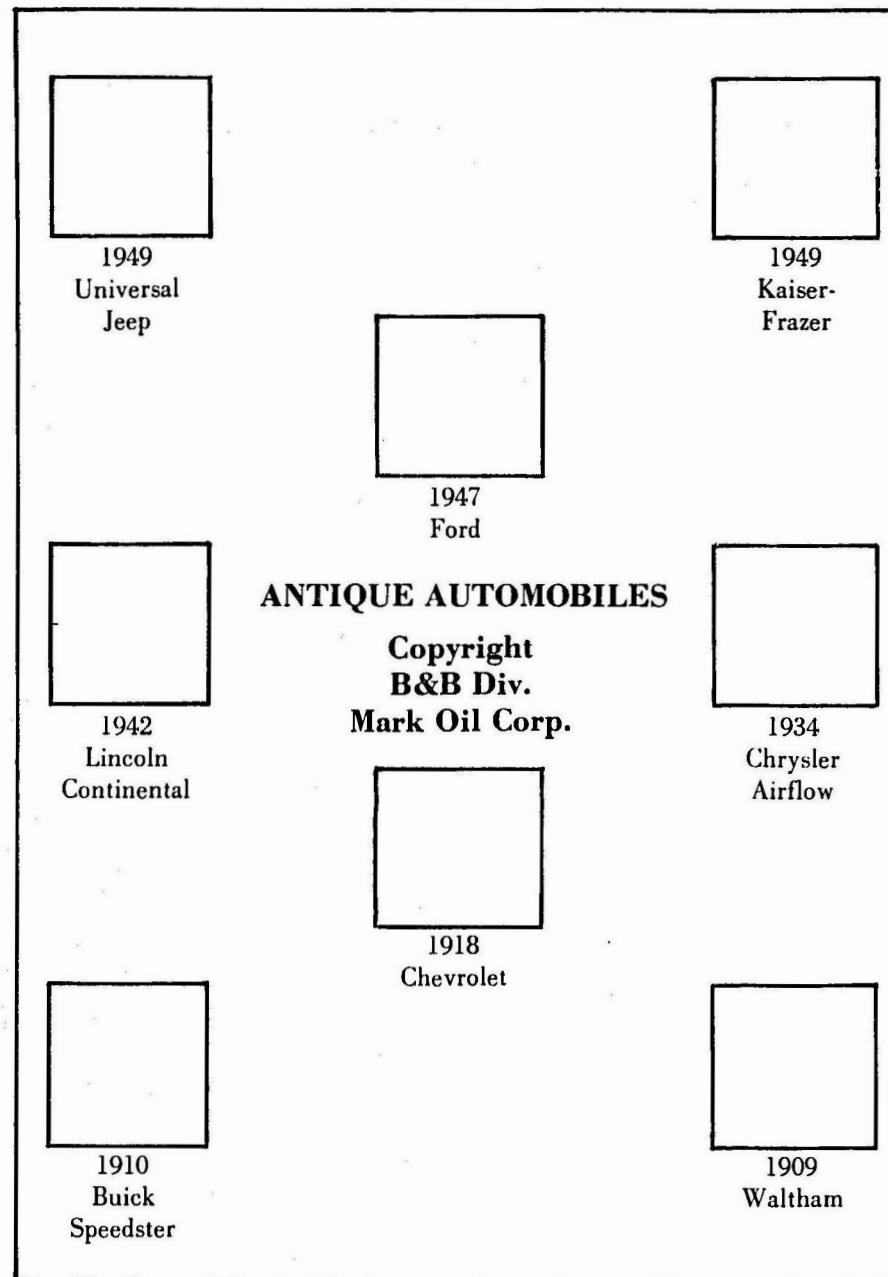 1949
Universal
Jeep
1949
Kaiser-
Frazer
1947
Ford
ANTIQUE AUTOMOBILES
Copyright
B&B Div.
Mark Oil Corp.
1942
Lincoln
Continental
1934
Chrysler
Airflow
1918
Chevrolet
1910
Buick
Speedster
1909
Waltham